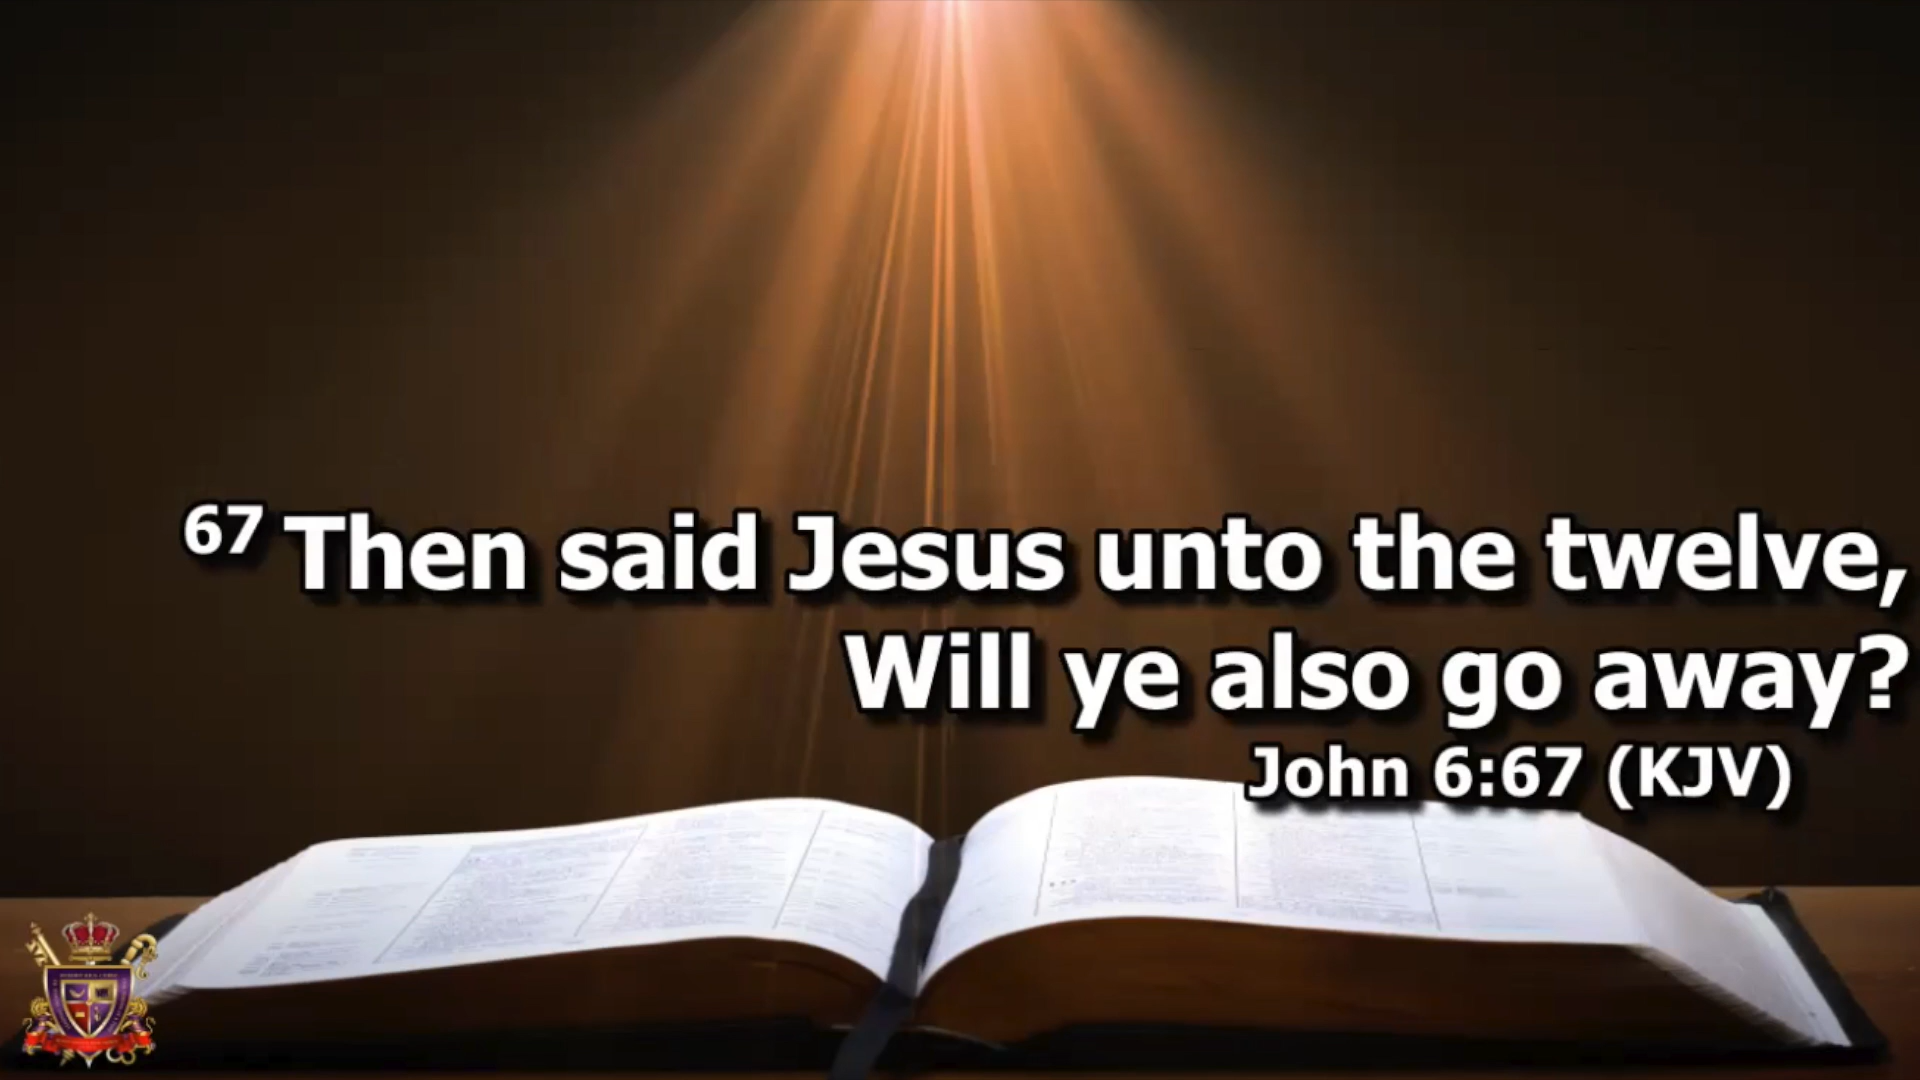 67 Then said Jesus unto the twelve,
Will ye also go away?
John 6:67 (KJV)